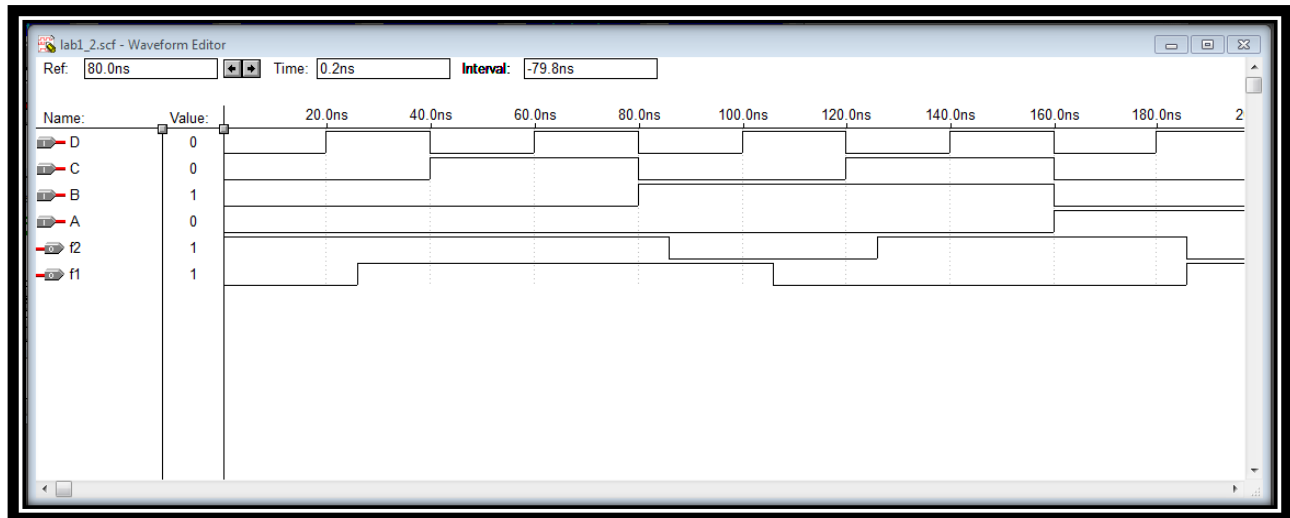 lab1_2.scf - Waveform Editor
Ref: 80.0ns Time: 0.2ns Interval: -79.8ns
Name: Value: 20.0ns 40.0ns 60.0ns 80.0ns 100.0ns 120.0ns 140.0ns 160.0ns 180.0ns 2
D 0
C 0
B 1
A 0
f2 1
f1 1